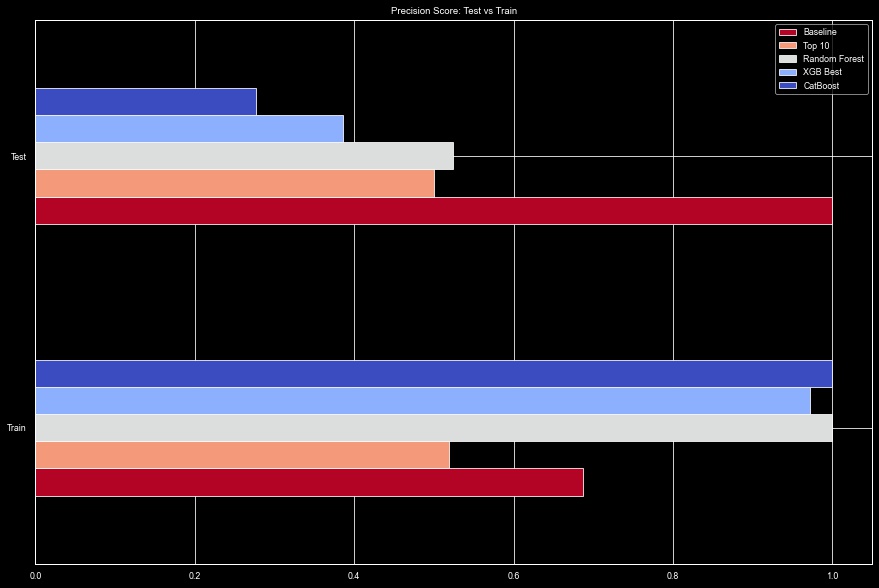 Precision Score: Test vs Train
Baseline
Top 10
Random Forest
XGB Best
CatBoost
Test
Train
0.0 0.2 0.4 0.6 0.8 1.0